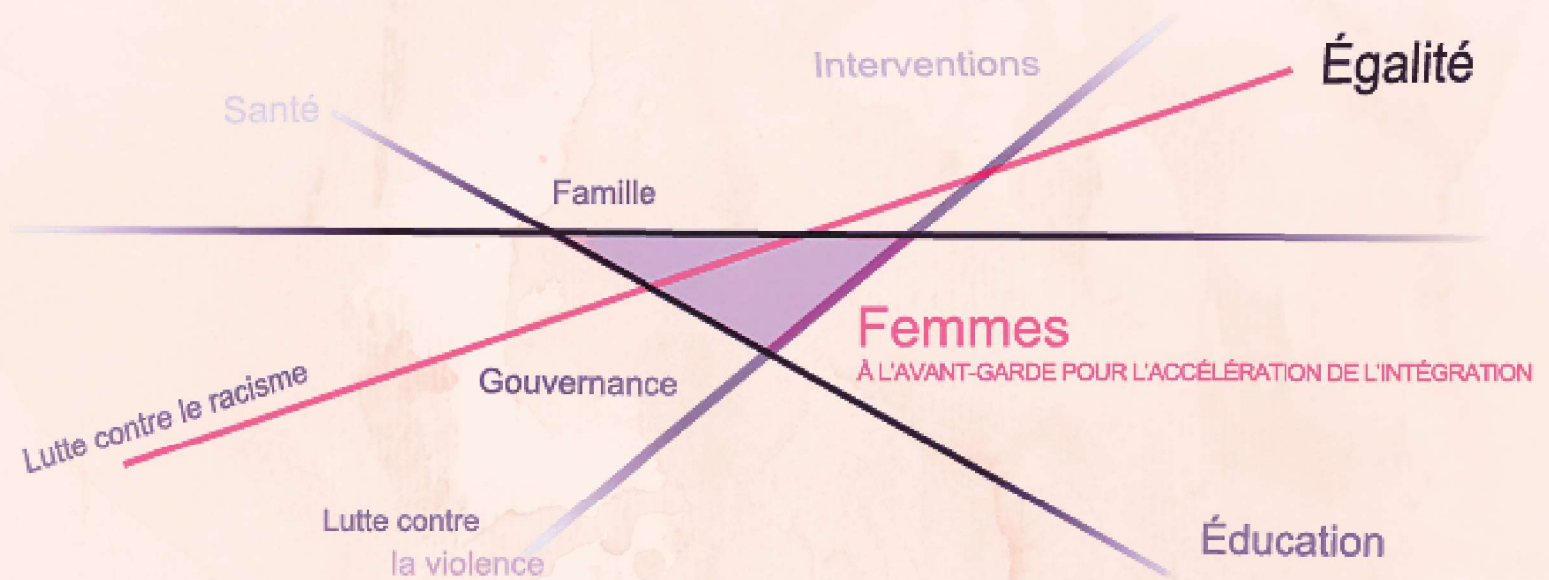 Égalité
Interventions
Santé
Famille
Femmes
À L'AVANT-GARDE POUR L'ACCÉLÉRATION DE L'INTÉGRATION
Gouvernance
Lutte contre le racisme
Lutte contre
la violence
Éducation